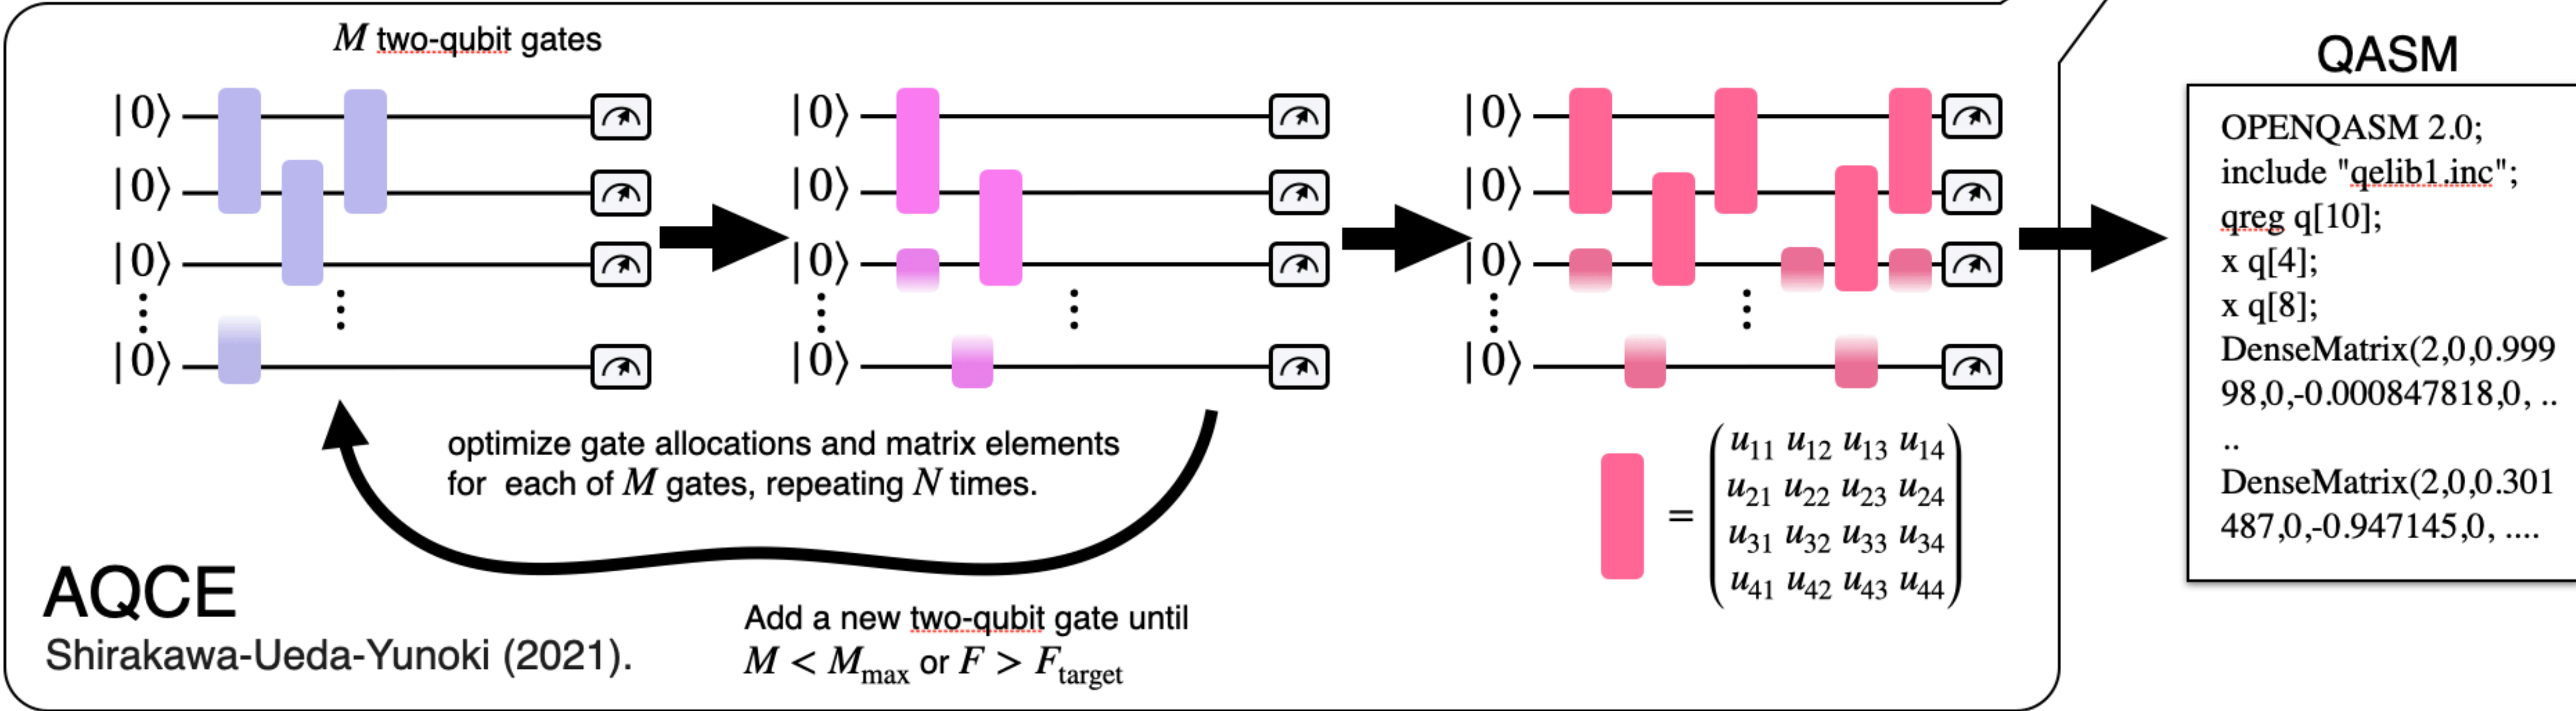 M two-qubit gates
|0⟩
|0⟩
|0⟩
|0⟩
|0⟩
|0⟩
|0⟩
|0⟩
|0⟩
|0⟩
|0⟩
|0⟩
optimize gate allocations and matrix elements
for each of M gates, repeating N times.
Add a new two-qubit gate until
M < M_max or F > F_target
AQCE
Shirakawa-Ueda-Yunoki (2021).
=
u11 u12 u13 u14
u21 u22 u23 u24
u31 u32 u33 u34
u41 u42 u43 u44
QASM
OPENQASM 2.0;
include "qelib1.inc";
qreg q[10];
x q[4];
x q[8];
DenseMatrix(2,0,0.999
98,0,-0.000847818,0, ..
..
DenseMatrix(2,0,0.301
487,0,-0.947145,0, ....